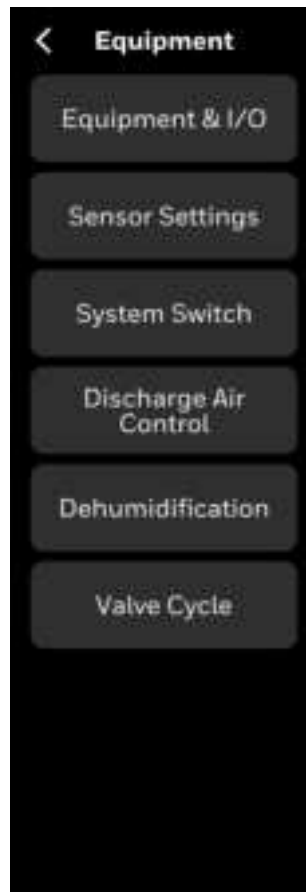 Equipment
Equipment & I/O
Sensor Settings
System Switch
Discharge Air
Control
Dehumidification
Valve Cycle